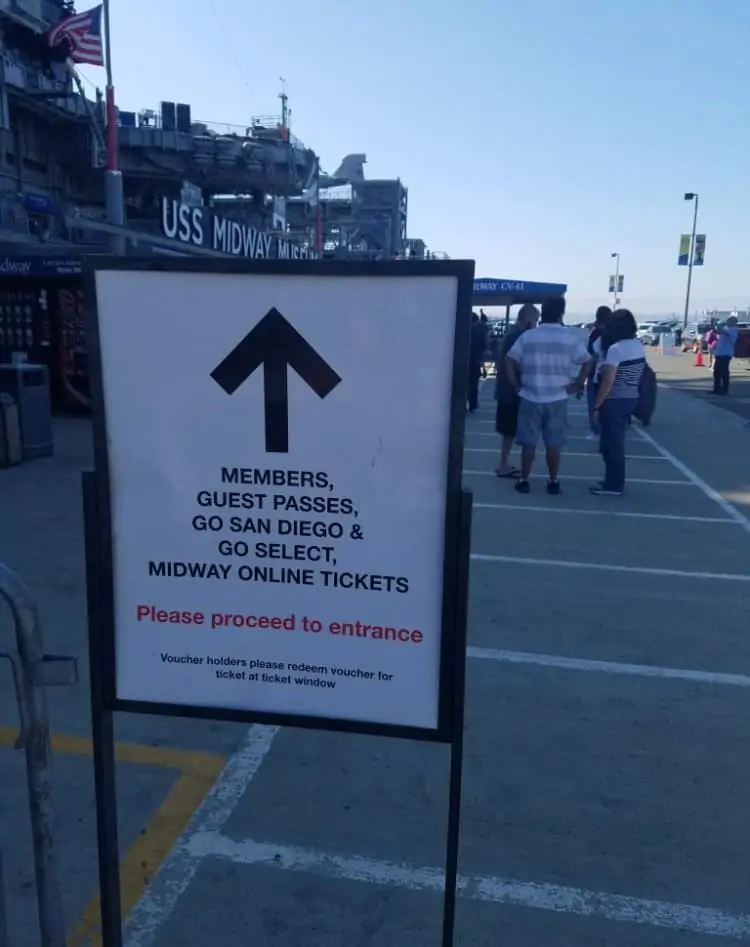 USS MIDWAY MUSEUM
dway
MIDWAY CV-41
MEMBERS,
GUEST PASSES,
GO SAN DIEGO &
GO SELECT,
MIDWAY ONLINE TICKETS
Please proceed to entrance
Voucher holders please redeem voucher for
ticket at ticket window